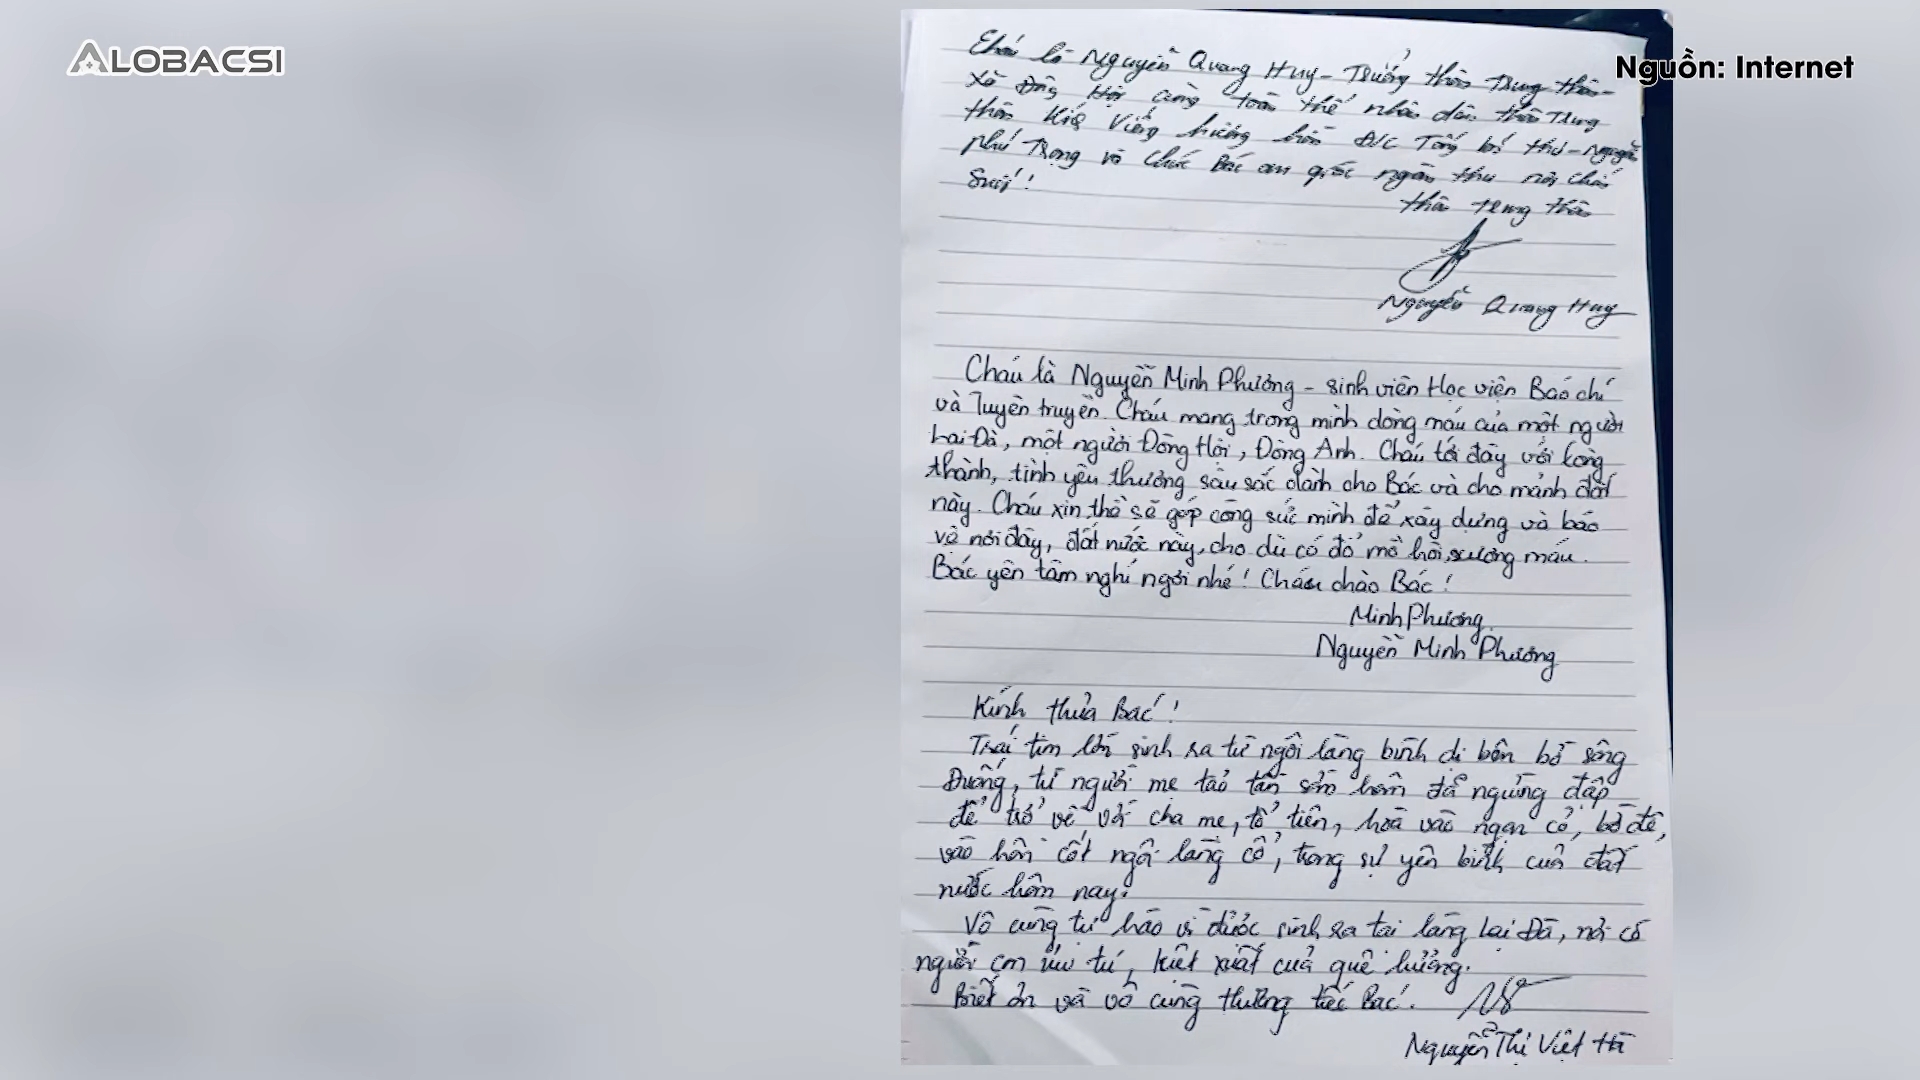 ALOBACSI
Nguồn: Internet
Cháu là Nguyễn Quang Huy - Trưởng thôn Trung thôn -
Xã Đông Hội cùng toàn thể nhân dân thôn Trung
thôn Kính Viếng hương hồn Đ/C Tổng bí thư - Nguyễn
Phú Trọng và Chúc Bác an giấc ngàn thu nơi chín
Suối!
thôn Trung thôn
Nguyễn Quang Huy
Cháu là Nguyễn Minh Phương - sinh viên Học viện Báo chí
và Tuyên truyền. Cháu mang trong mình dòng máu của một người
Lại Đà, một người Đông Hội, Đông Anh. Cháu tới đây với lòng
thành, tình yêu thương sâu sắc dành cho Bác và cho mảnh đất
này. Cháu xin thề sẽ góp công sức mình để xây dựng và bảo
vệ nơi đây, đất nước này, cho dù có đổ mồ hôi, xương máu.
Bác yên tâm nghỉ ngơi nhé! Cháu chào Bác!
Minh Phương
Nguyễn Minh Phương
Kính thưa Bác!
Trái tim lớn sinh ra từ ngôi làng bình dị bên bờ sông
Đuống, từ người mẹ tảo tần sớm hôm đã ngừng đập
để trở về với cha mẹ, tổ tiên, hoà vào ngọn cỏ, bờ đê,
vào hồn cốt ngôi làng cổ, trong sự yên bình của đất
nước hôm nay.
Vô cùng tự hào vì được sinh ra tại làng Lại Đà, nơi có
người con ưu tú, kiệt xuất của quê hương.
Biết ơn và vô cùng thương tiếc Bác.
Nguyễn Thị Việt Hà